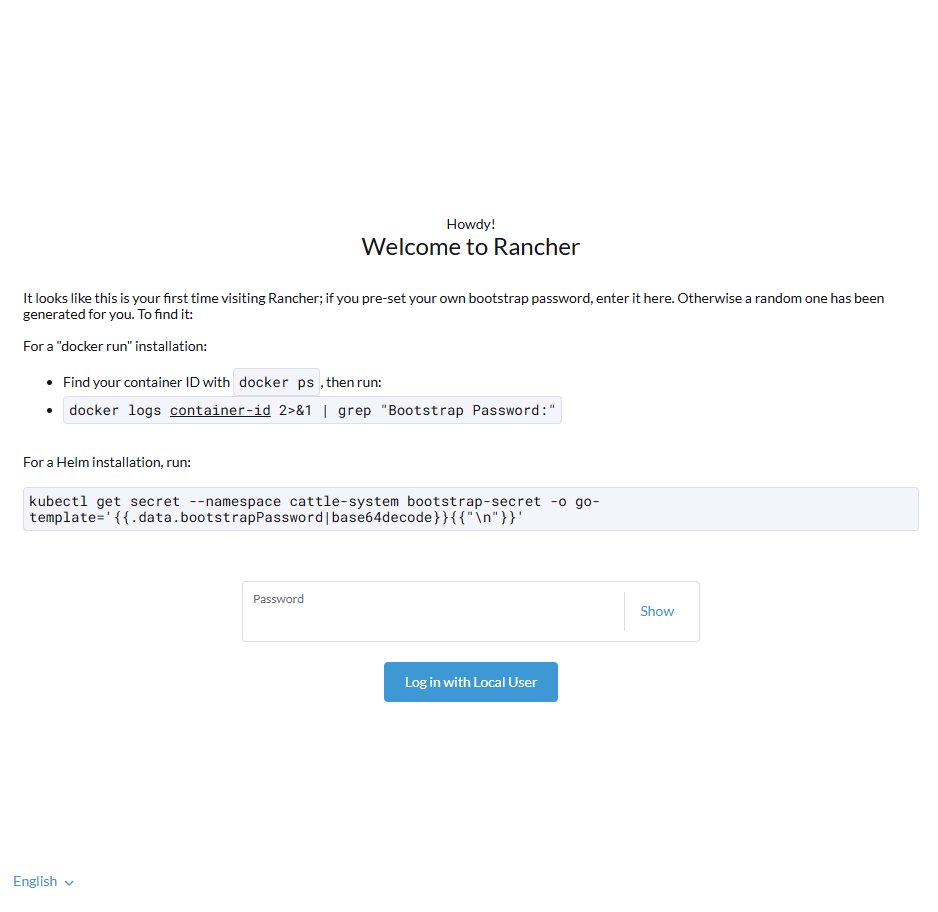 Howdy!
Welcome to Rancher
It looks like this is your first time visiting Rancher; if you pre-set your own bootstrap password, enter it here. Otherwise a random one has been
generated for you. To find it:
For a "docker run" installation:
Find your container ID with docker ps, then run:
docker logs container-id 2>&1 | grep "Bootstrap Password:"
For a Helm installation, run:
kubectl get secret --namespace cattle-system bootstrap-secret -o go-
template='{{.data.bootstrapPassword|base64decode}}{{"\n"}}'
Password
Show
Log in with Local User
English